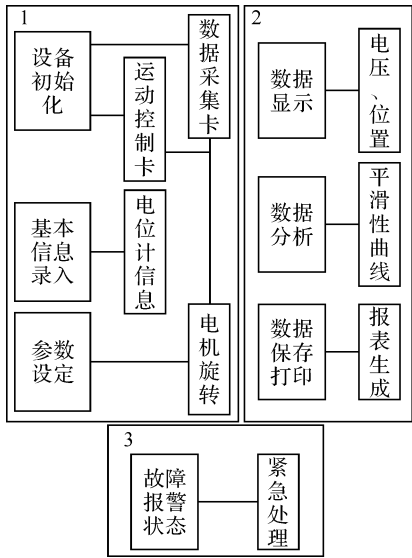 1
设备
初始
化
运动控制卡
数据采集卡
基本
信息
录入
电位计信息
参数
设定
电机旋转
2
数据
显示
电压、位置
数据
分析
平滑性曲线
数据
保存
打印
报表生成
3
故障
报警
状态
紧急处理